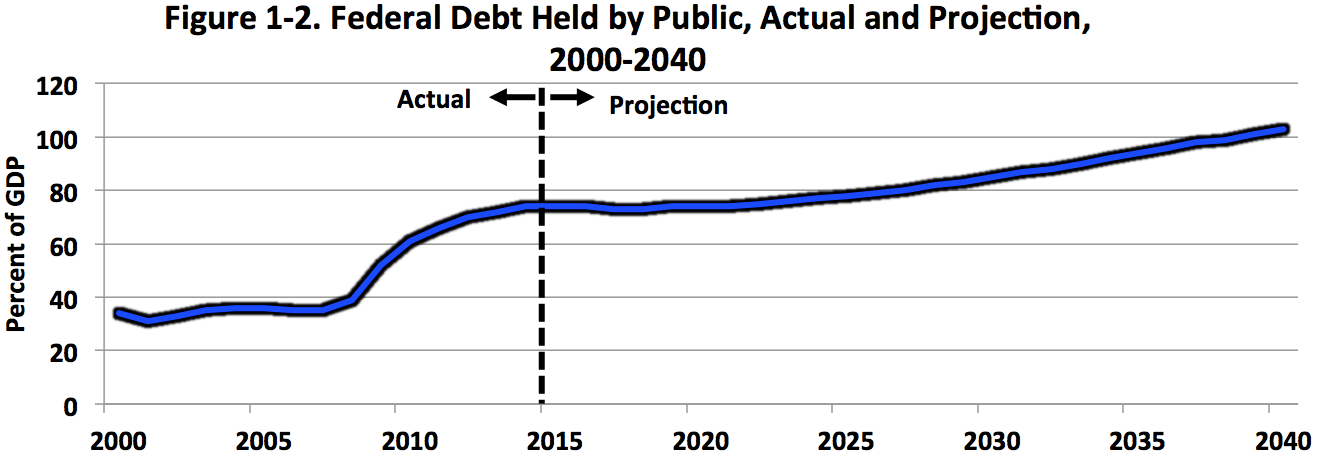 Figure 1-2. Federal Debt Held by Public, Actual and Projection,
2000-2040
Percent of GDP
120
100
80
60
40
20
0
Actual
Projection
2000 2005 2010 2015 2020 2025 2030 2035 2040